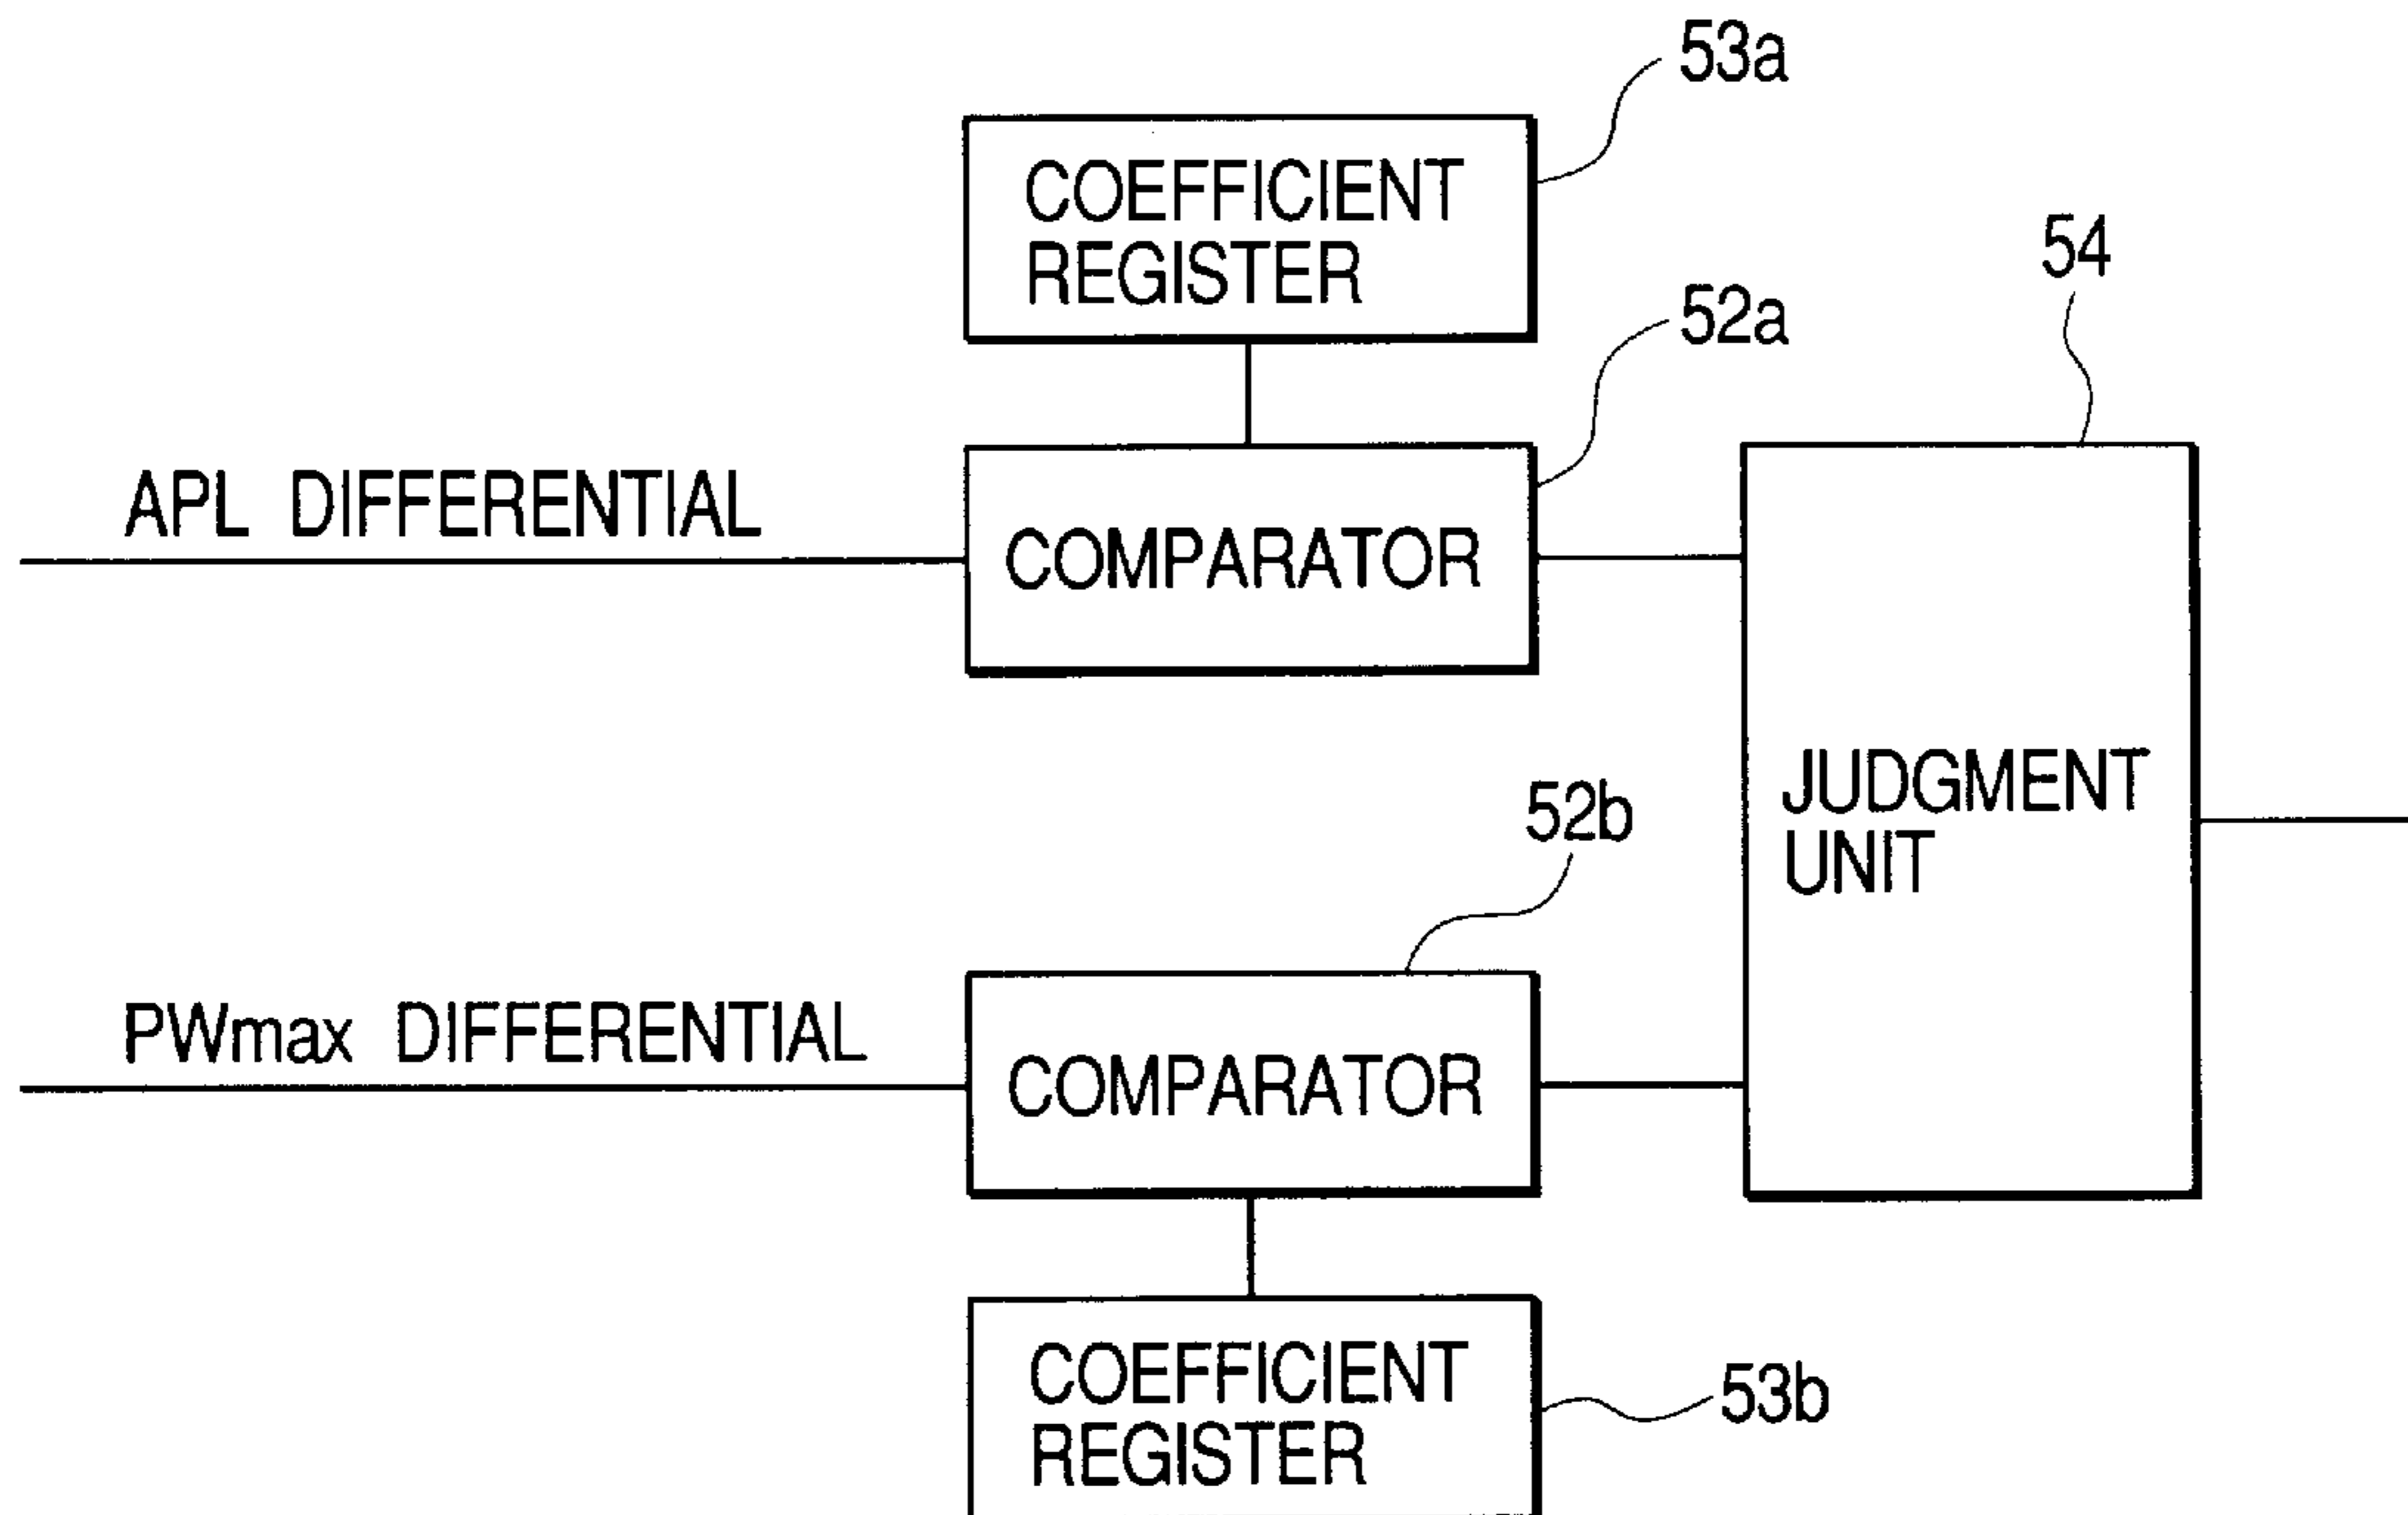 53a
COEFFICIENT
REGISTER
54
52a
APL DIFFERENTIAL
COMPARATOR
JUDGMENT
UNIT
52b
PWmax DIFFERENTIAL
COMPARATOR
COEFFICIENT
REGISTER
53b